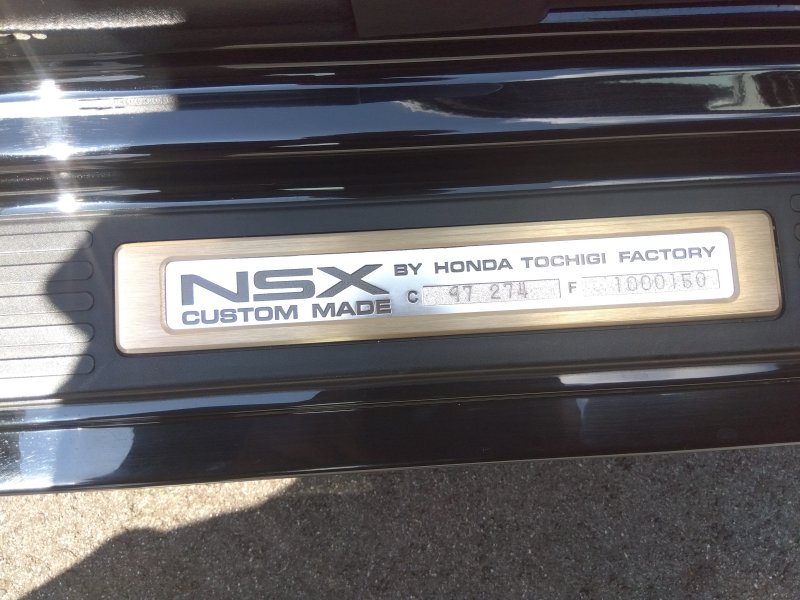 NSX BY HONDA TOCHIGI FACTORY
CUSTOM MADE C 97 274 F 1000150